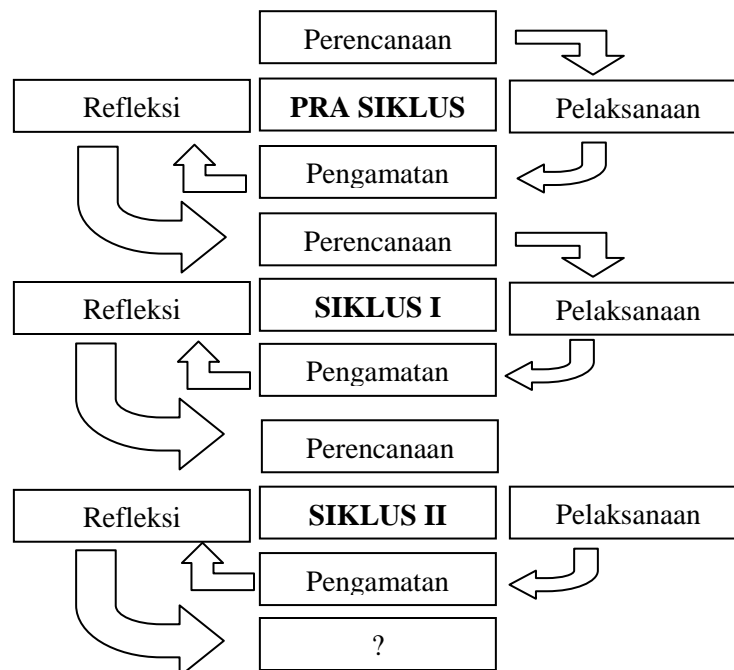 Perencanaan
Refleksi
PRA SIKLUS
Pelaksanaan
Pengamatan
Perencanaan
Refleksi
SIKLUS I
Pelaksanaan
Pengamatan
Perencanaan
Refleksi
SIKLUS II
Pelaksanaan
Pengamatan
?